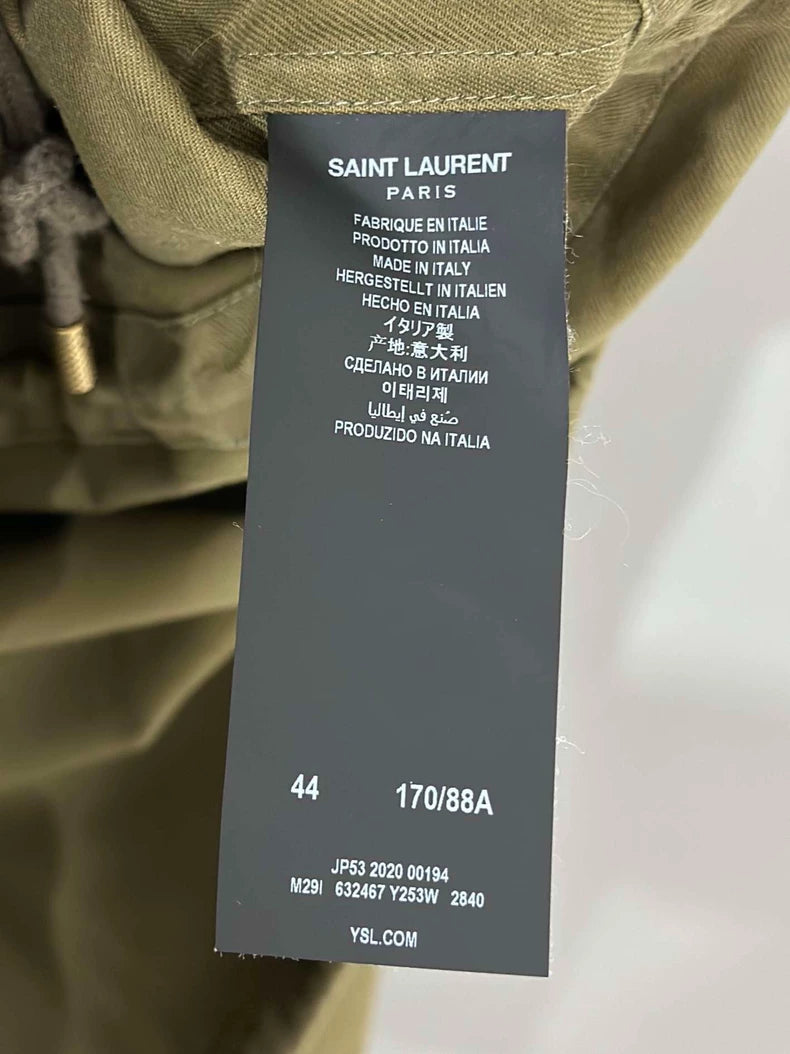 SAINT LAURENT
PARIS
FABRIQUE EN ITALIE
PRODOTTO IN ITALIA
MADE IN ITALY
HERGESTELLT IN ITALIEN
HECHO EN ITALIA
イタリア製
产地:意大利
СДЕЛАНО В ИТАЛИИ
이태리제
صُنع في إيطاليا
PRODUZIDO NA ITALIA
44 170/88A
JP53 2020 00194
M29I 632467 Y253W 2840
YSL.COM